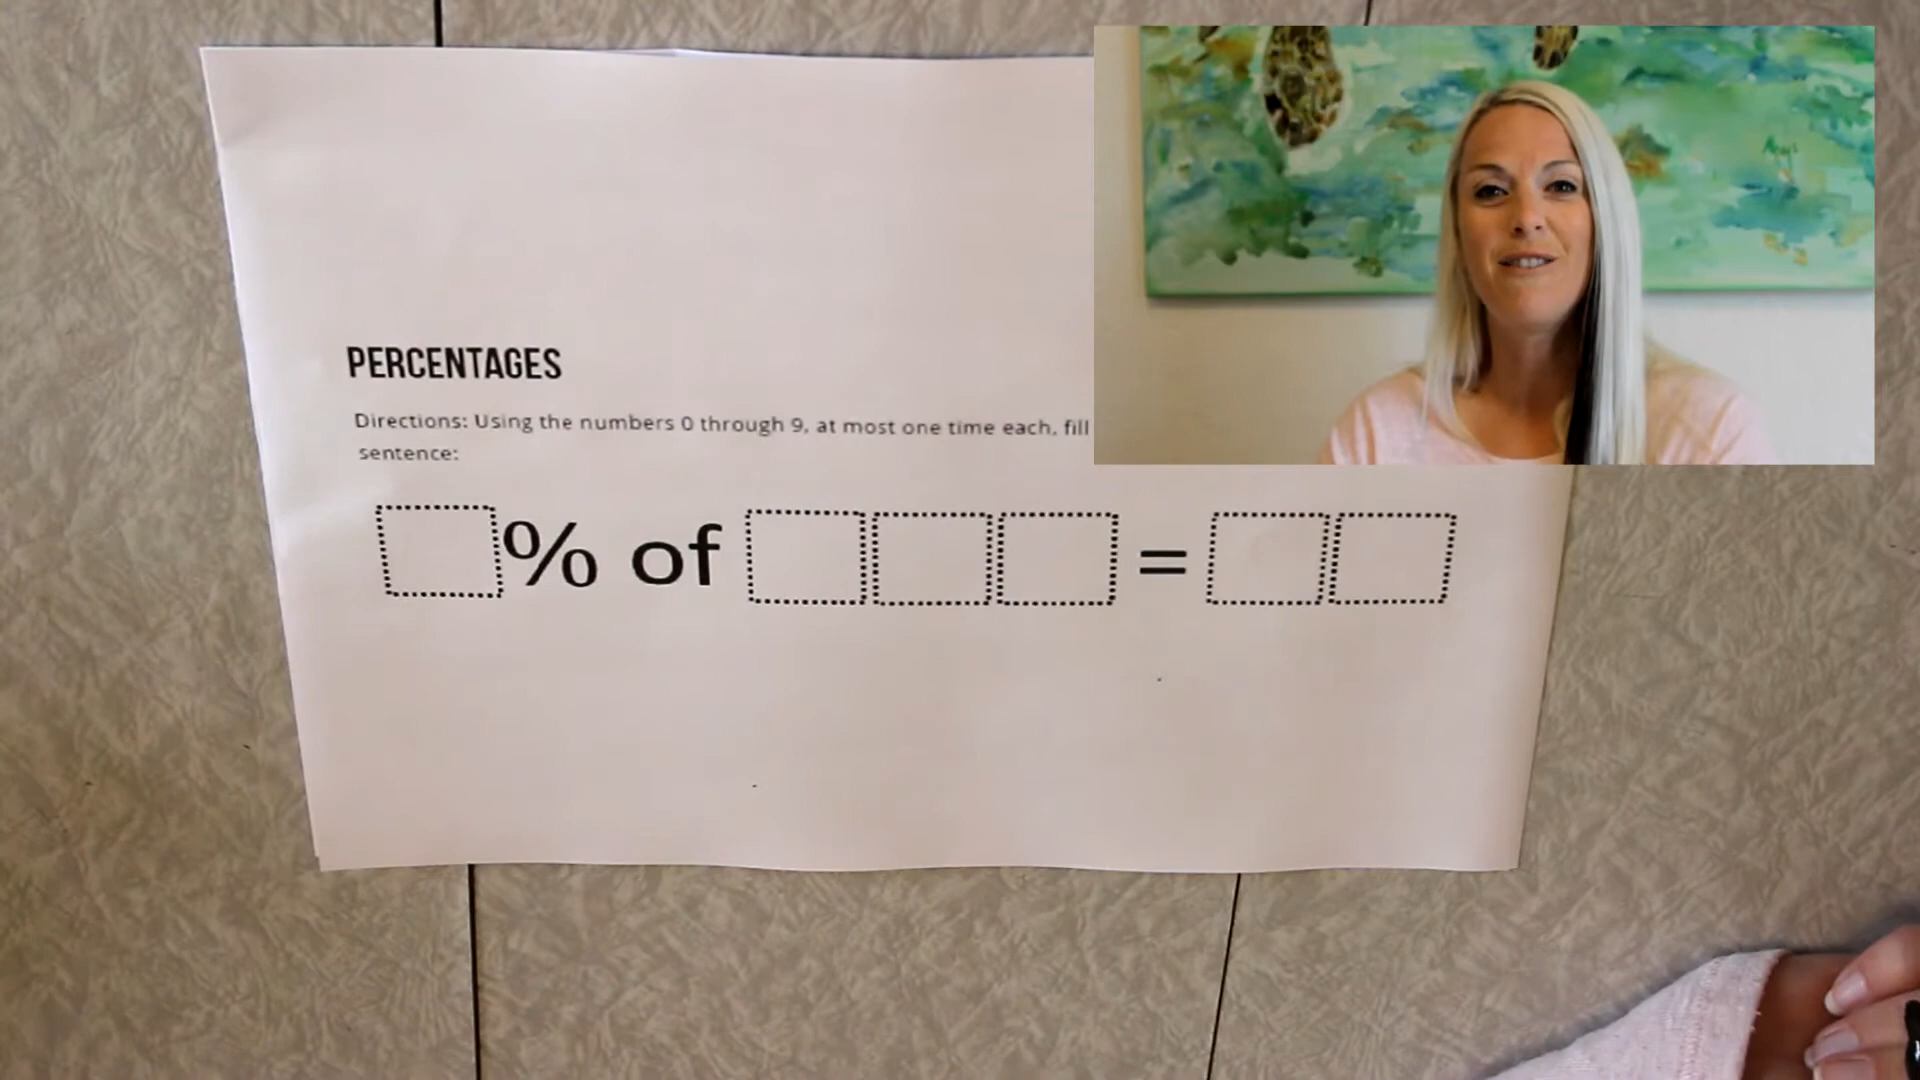 PERCENTAGES
Directions: Using the numbers 0 through 9, at most one time each, fill
sentence:
% of =